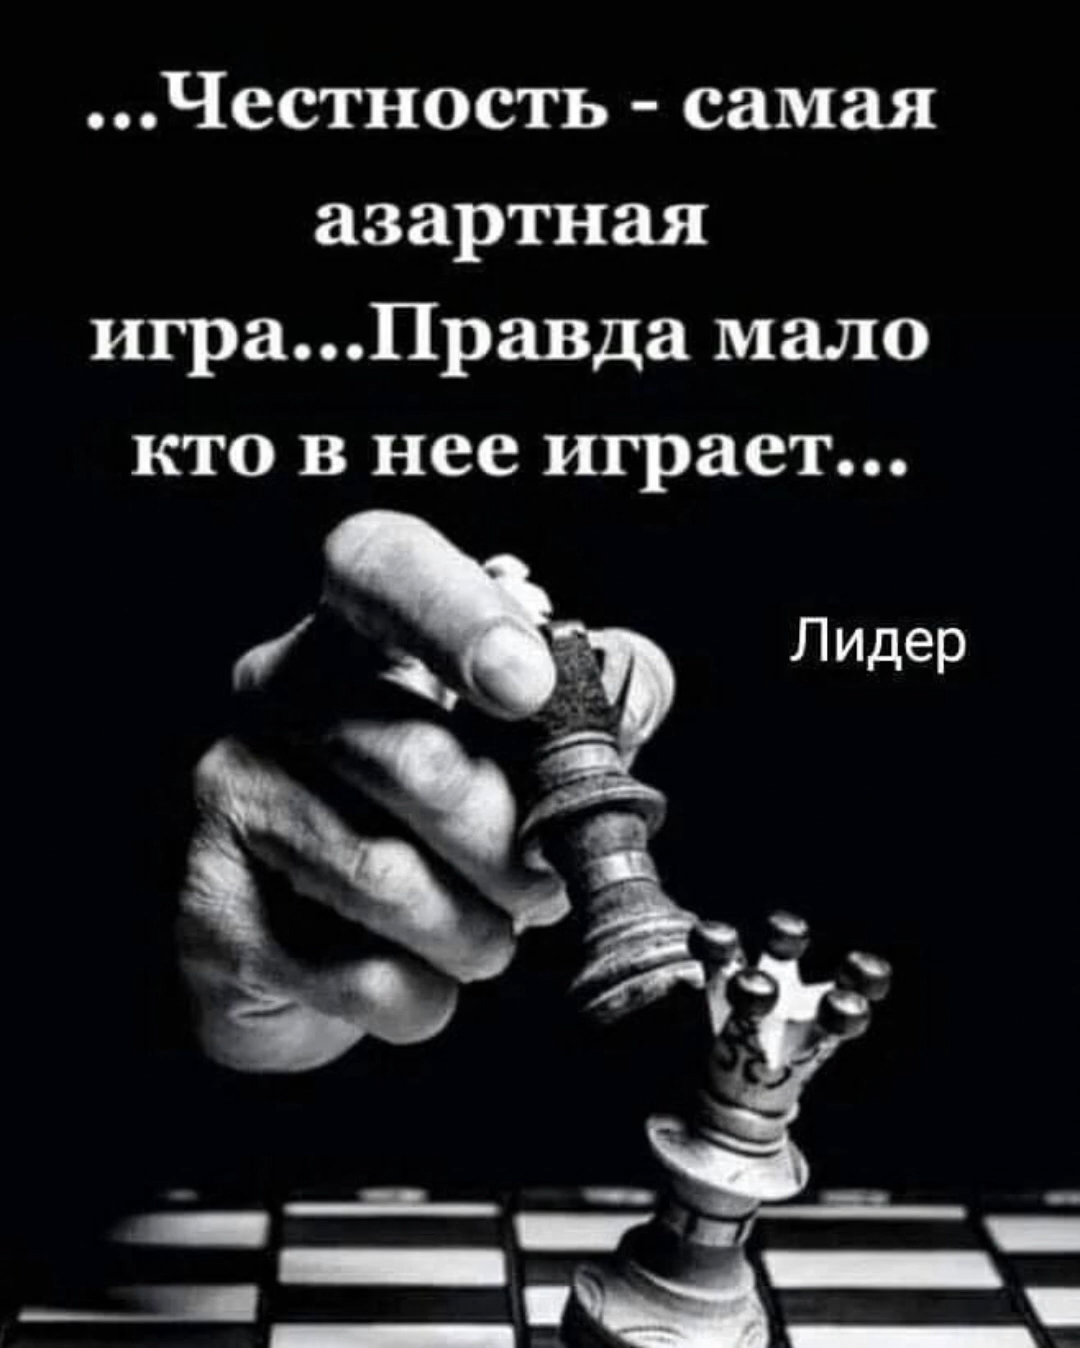 ...Честность - самая
азартная
игра...Правда мало
кто в нее играет...
Лидер